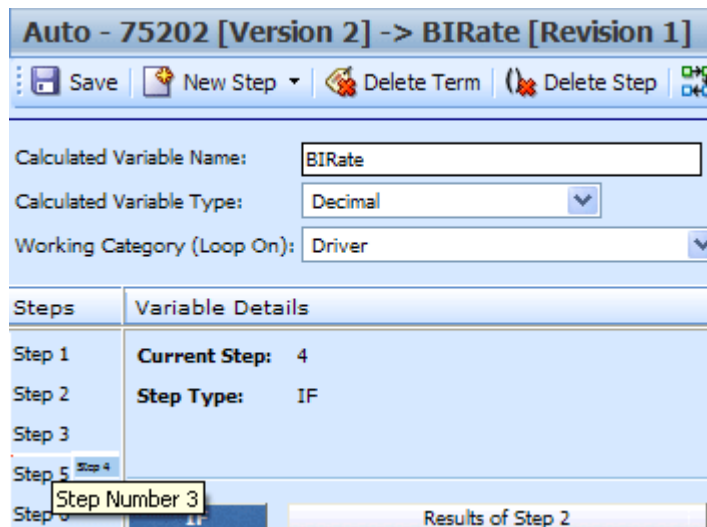 Auto - 75202 [Version 2] -> BIRate [Revision 1]
Save New Step Delete Term Delete Step
Calculated Variable Name: BIRate
Calculated Variable Type: Decimal
Working Category (Loop On): Driver
Steps Variable Details
Step 1 Current Step: 4
Step 2 Step Type: IF
Step 3
Step 5 Step 4
Step Number 3
Step 6 IF Results of Step 2